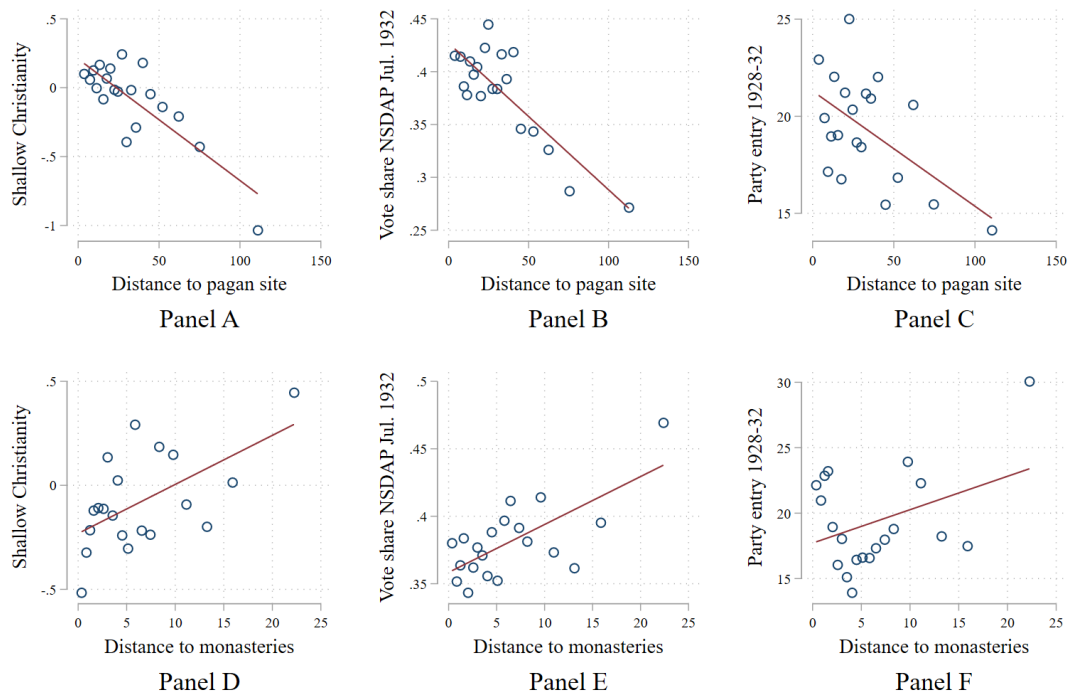 Shallow Christianity
.5
0
-.5
-1
0 50 100 150
Distance to pagan site
Panel A
Vote share NSDAP Jul. 1932
.45
.4
.35
.3
.25
0 50 100 150
Distance to pagan site
Panel B
Party entry 1928-32
25
20
15
0 50 100 150
Distance to pagan site
Panel C
Shallow Christianity
.5
0
-.5
0 5 10 15 20 25
Distance to monasteries
Panel D
Vote share NSDAP Jul. 1932
.5
.45
.4
.35
0 5 10 15 20 25
Distance to monasteries
Panel E
Party entry 1928-32
30
25
20
15
0 5 10 15 20 25
Distance to monasteries
Panel F